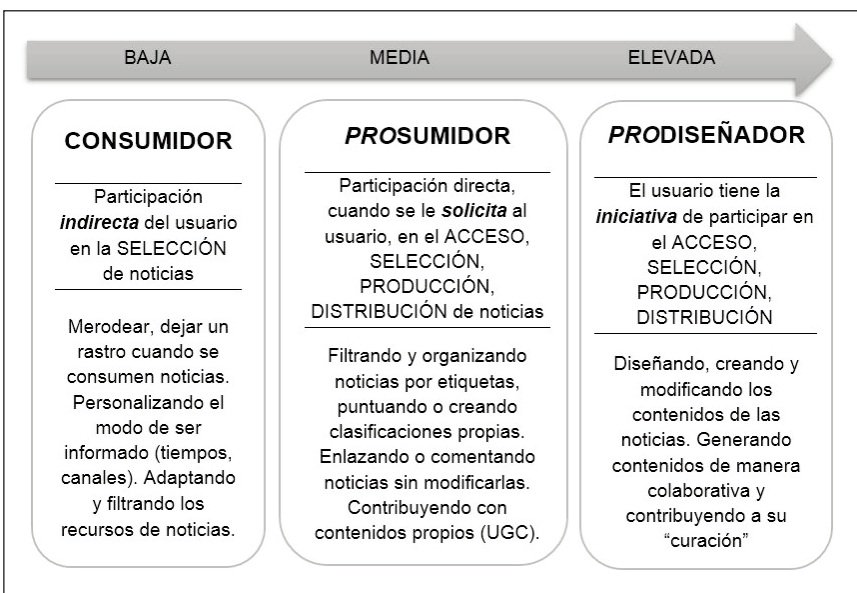 BAJA
MEDIA
ELEVADA
CONSUMIDOR
Participación
indirecta del usuario
en la SELECCIÓN
de noticias
Merodear, dejar un
rastro cuando se
consumen noticias.
Personalizando el
modo de ser
informado (tiempos,
canales). Adaptando
y filtrando los
recursos de noticias.
PROSUMIDOR
Participación directa,
cuando se le solicita al
usuario, en el ACCESO,
SELECCIÓN,
PRODUCCIÓN,
DISTRIBUCIÓN de noticias
Filtrando y organizando
noticias por etiquetas,
puntuando o creando
clasificaciones propias.
Enlazando o comentando
noticias sin modificarlas.
Contribuyendo con
contenidos propios (UGC).
PRODISEÑADOR
El usuario tiene la
iniciativa de participar en
el ACCESO,
SELECCIÓN,
PRODUCCIÓN,
DISTRIBUCIÓN
Diseñando, creando y
modificando los
contenidos de las
noticias. Generando
contenidos de manera
colaborativa y
contribuyendo a su
“curación”